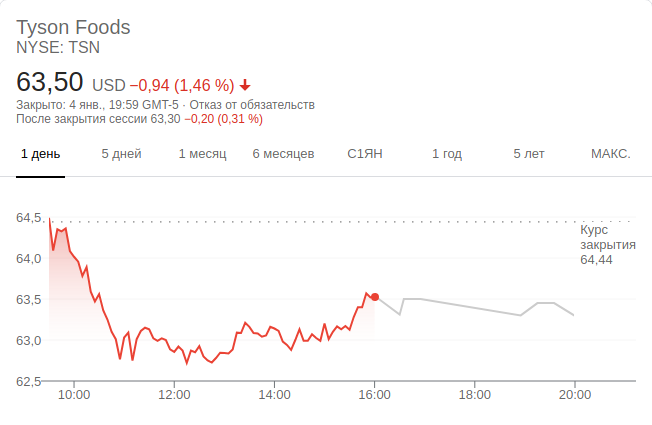 Tyson Foods
NYSE: TSN
63,50 USD −0,94 (1,46 %)
Закрыто: 4 янв., 19:59 GMT-5 · Отказ от обязательств
После закрытия сессии 63,30 −0,20 (0,31 %)
1 день 5 дней 1 месяц 6 месяцев С1ЯН 1 год 5 лет МАКС.
64,5
Курс
закрытия
64,44
64,0
63,5
63,0
62,5
10:00 12:00 14:00 16:00 18:00 20:00